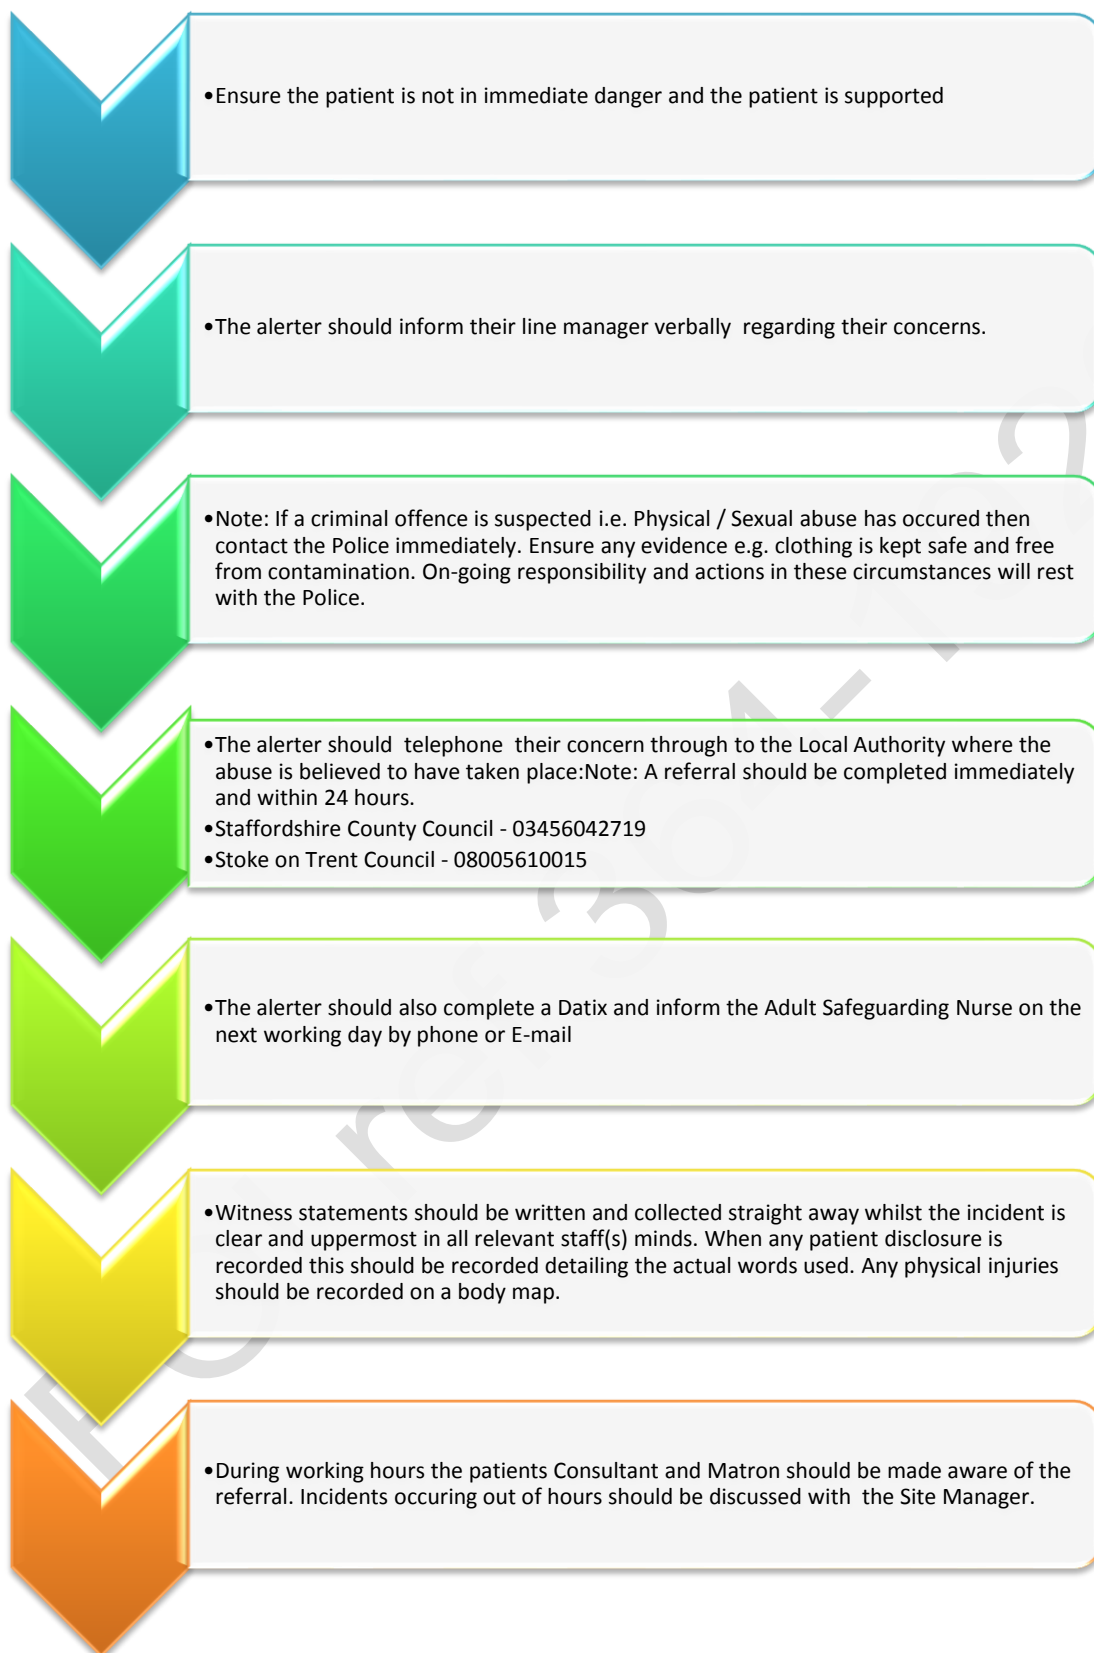 •Ensure the patient is not in immediate danger and the patient is supported
•The alerter should inform their line manager verbally  regarding their concerns.
•Note: If a criminal offence is suspected i.e. Physical / Sexual abuse has occured then
contact the Police immediately. Ensure any evidence e.g. clothing is kept safe and free
from contamination. On-going responsibility and actions in these circumstances will rest
with the Police.
•The alerter should  telephone  their concern through to the Local Authority where the
abuse is believed to have taken place:Note: A referral should be completed immediately
and within 24 hours.
•Staffordshire County Council - 03456042719
•Stoke on Trent Council - 08005610015
•The alerter should also complete a Datix and inform the Adult Safeguarding Nurse on the
next working day by phone or E-mail
•Witness statements should be written and collected straight away whilst the incident is
clear and uppermost in all relevant staff(s) minds. When any patient disclosure is
recorded this should be recorded detailing the actual words used. Any physical injuries
should be recorded on a body map.
•During working hours the patients Consultant and Matron should be made aware of the
referral. Incidents occuring out of hours should be discussed with  the Site Manager.
ref